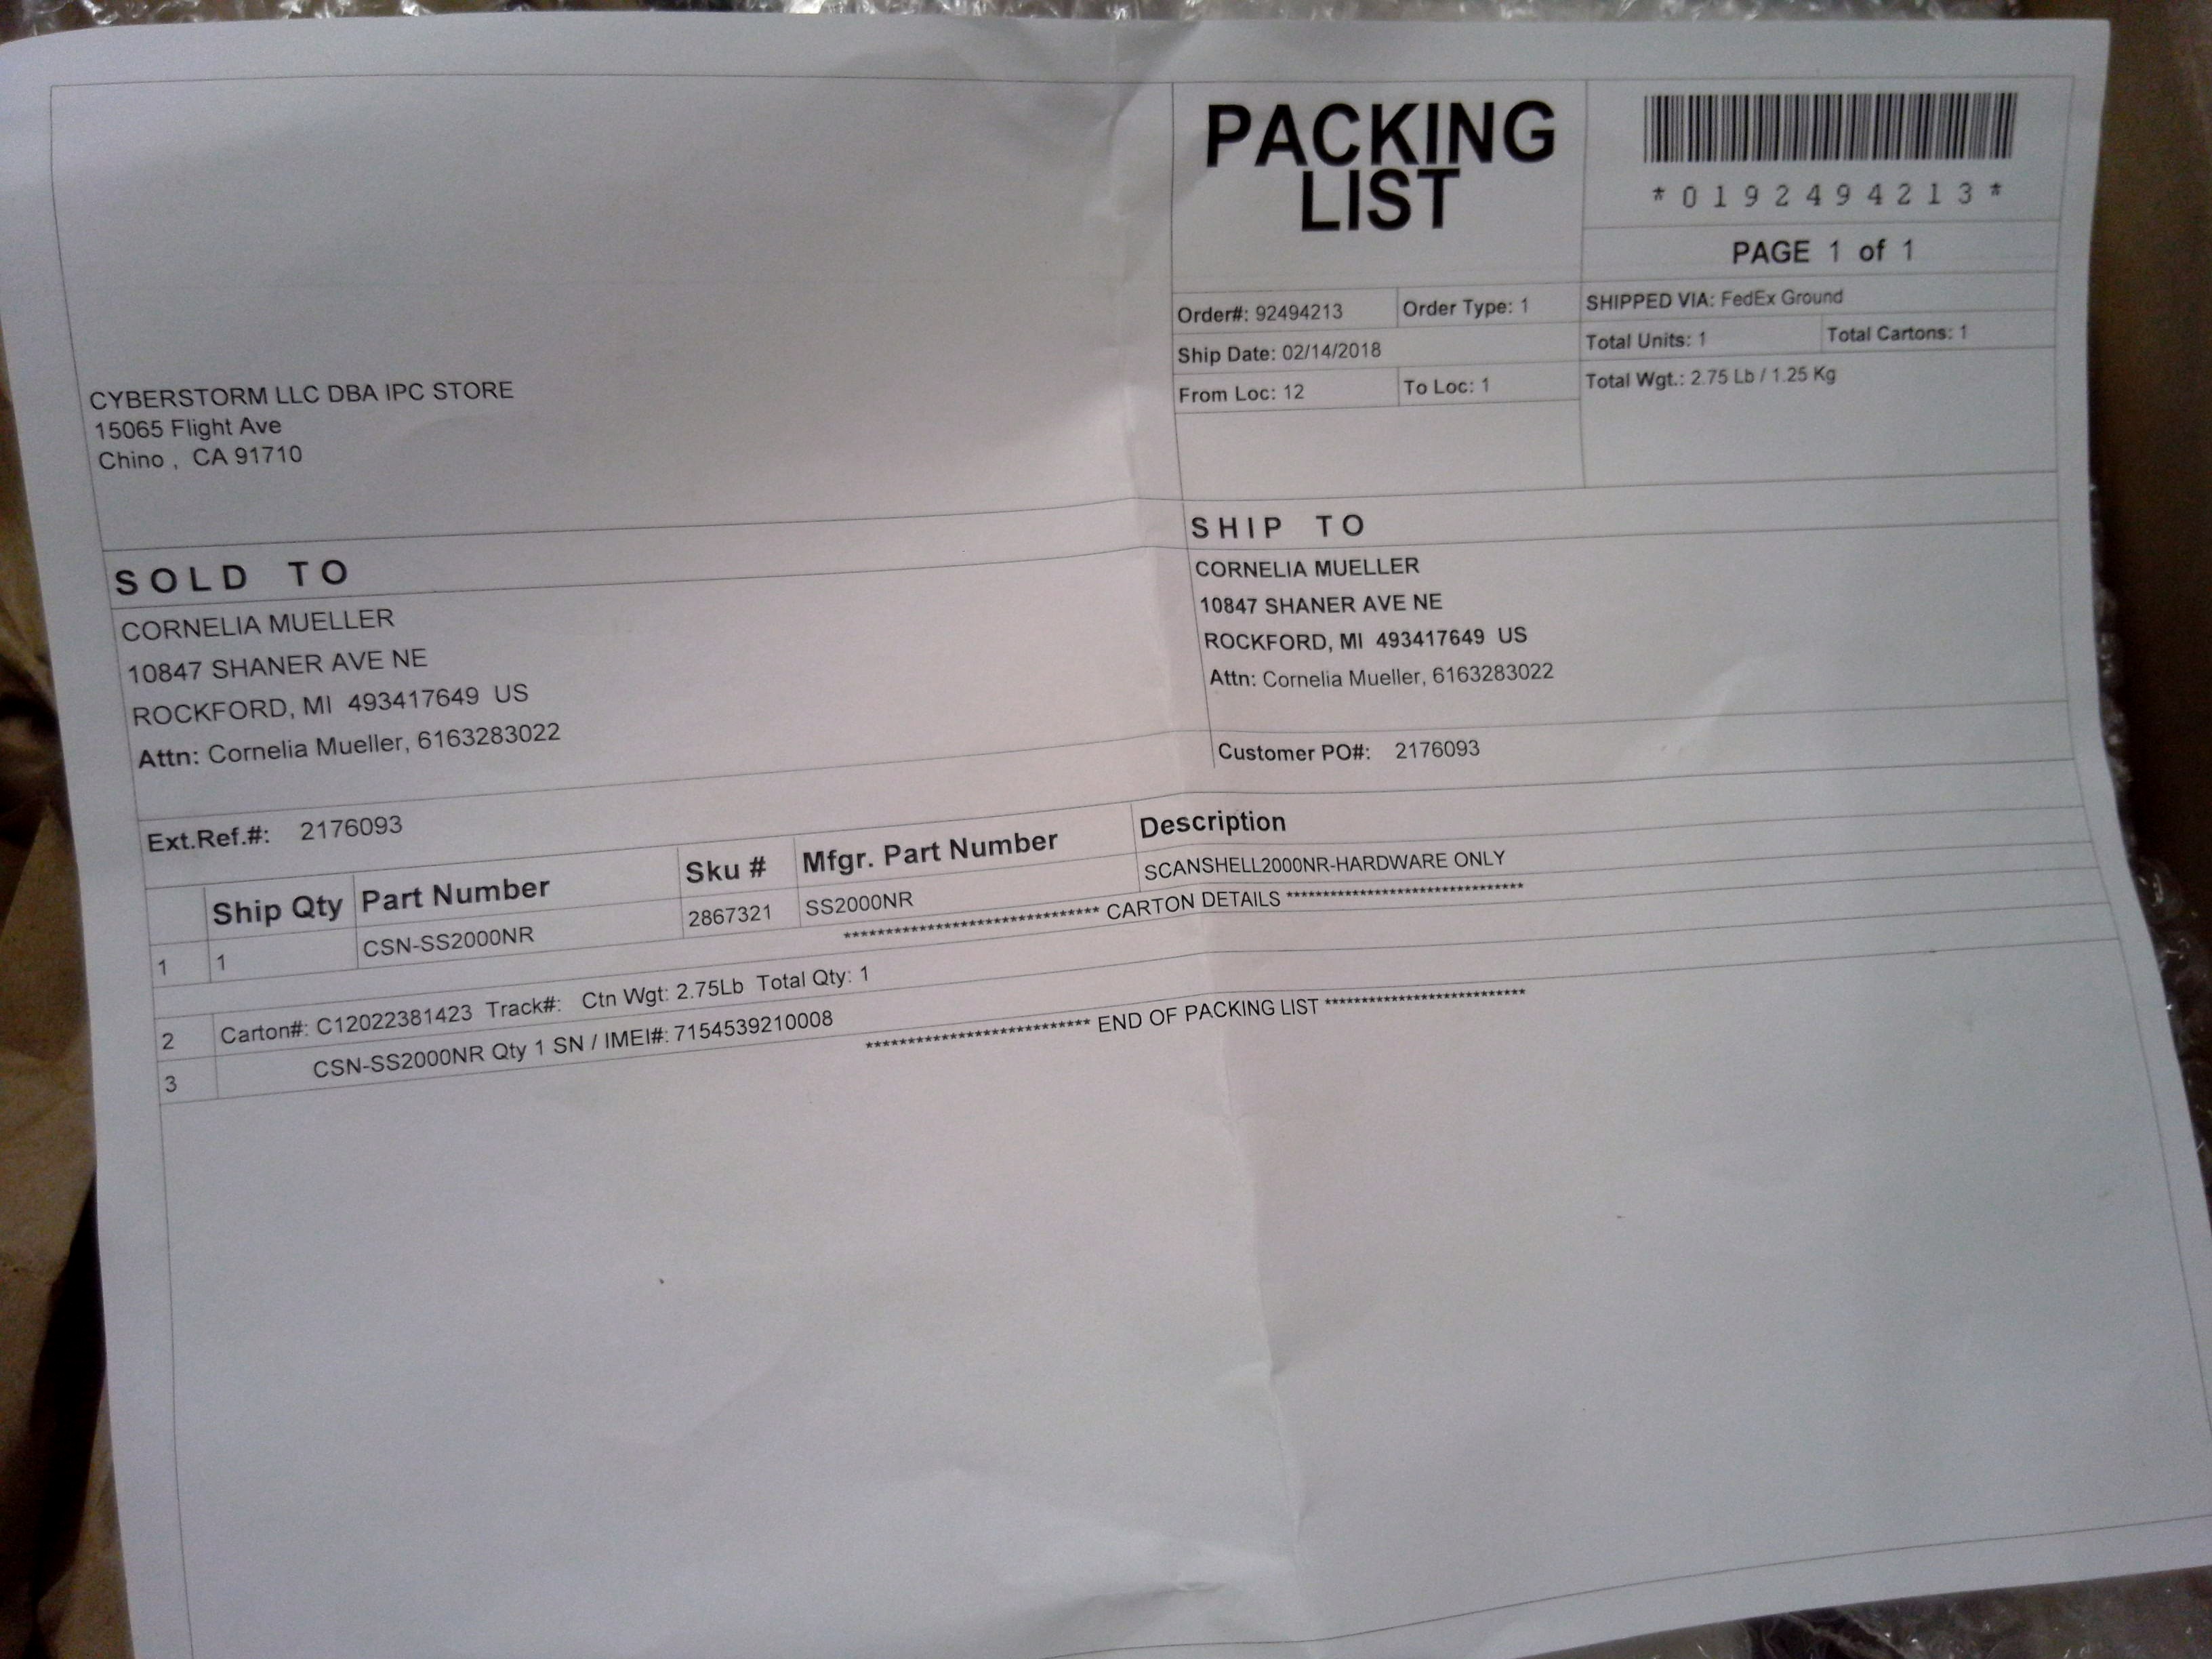 PACKING
LIST
*0192494213*
PAGE 1 of 1
Order#: 92494213 Order Type: 1 SHIPPED VIA: FedEx Ground
Ship Date: 02/14/2018 Total Units: 1 Total Cartons: 1
From Loc: 12 To Loc: 1 Total Wgt.: 2.75 Lb / 1.25 Kg
CYBERSTORM LLC DBA IPC STORE
15065 Flight Ave
Chino , CA 91710
SOLD TO
CORNELIA MUELLER
10847 SHANER AVE NE
ROCKFORD, MI 493417649 US
Attn: Cornelia Mueller, 6163283022
SHIP TO
CORNELIA MUELLER
10847 SHANER AVE NE
ROCKFORD, MI 493417649 US
Attn: Cornelia Mueller, 6163283022
Ext.Ref.#: 2176093
Customer PO#: 2176093
Ship Qty Part Number Sku # Mfgr. Part Number Description
1 1 CSN-SS2000NR 2867321 SS2000NR SCANSHELL2000NR-HARDWARE ONLY
******************************* CARTON DETAILS *******************************
2 Carton#: C12022381423 Track#: Ctn Wgt: 2.75Lb Total Qty: 1
3 CSN-SS2000NR Qty 1 SN / IMEI#: 7154539210008
*************************** END OF PACKING LIST ***************************